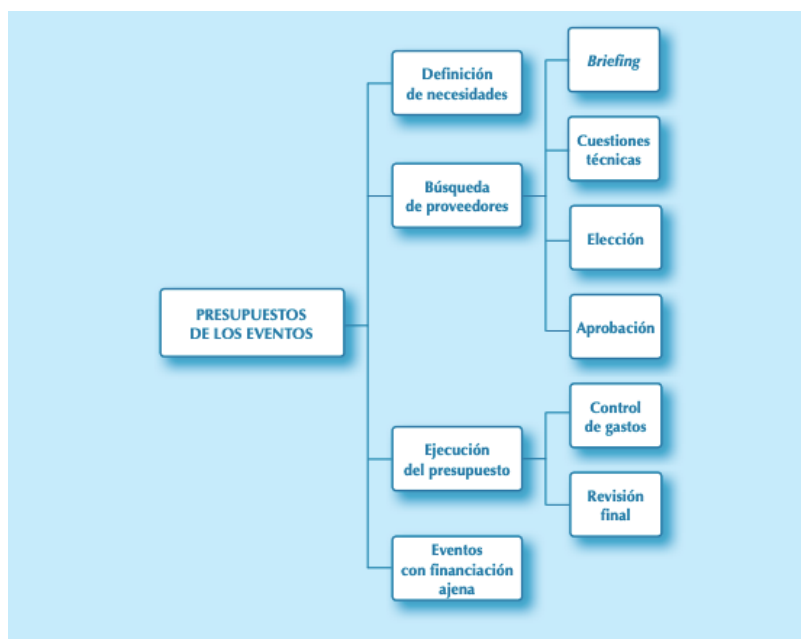 PRESUPUESTOS
DE LOS EVENTOS
Definición
de necesidades
Búsqueda
de proveedores
Briefing
Cuestiones
técnicas
Elección
Aprobación
Ejecución
del presupuesto
Control
de gastos
Revisión
final
Eventos
con financiación
ajena